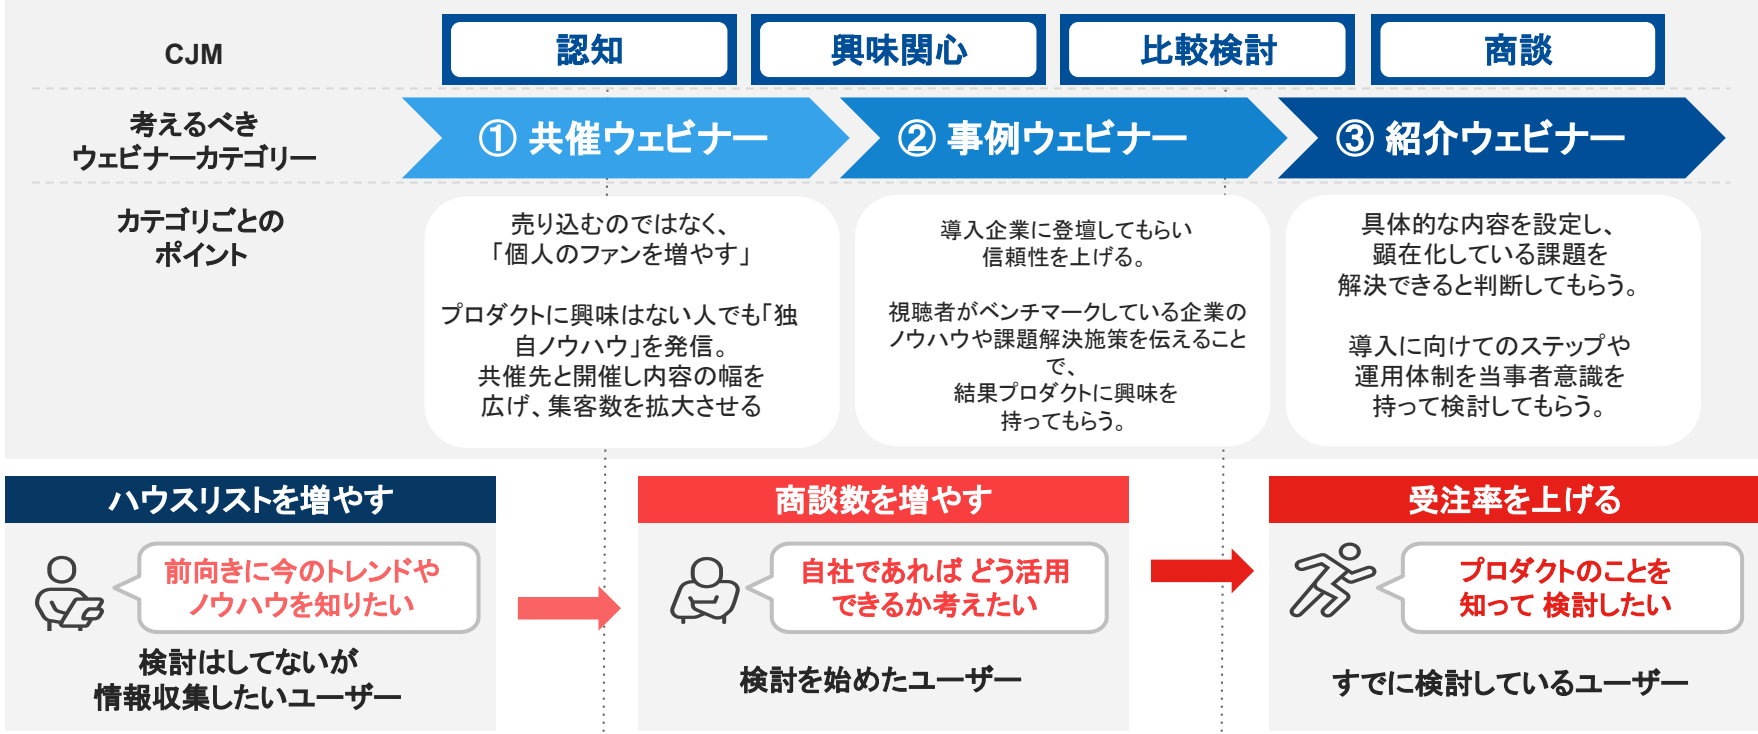 CJM
認知
興味関心
比較検討
商談
考えるべき
ウェビナーカテゴリー
① 共催ウェビナー
② 事例ウェビナー
③ 紹介ウェビナー
カテゴリごとの
ポイント
売り込むのではなく、
「個人のファンを増やす」
プロダクトに興味はない人でも「独
自ノウハウ」を発信。
共催先と開催し内容の幅を
広げ、集客数を拡大させる
導入企業に登壇してもらい
信頼性を上げる。
視聴者がベンチマークしている企業の
ノウハウや課題解決施策を伝えること
で、
結果プロダクトに興味を
持ってもらう。
具体的な内容を設定し、
顕在化している課題を
解決できると判断してもらう。
導入に向けてのステップや
運用体制を当事者意識を
持って検討してもらう。
ハウスリストを増やす
前向きに今のトレンドや
ノウハウを知りたい
検討はしてないが
情報収集したいユーザー
商談数を増やす
自社であれば どう活用
できるか考えたい
検討を始めたユーザー
受注率を上げる
プロダクトのことを
知って 検討したい
すでに検討しているユーザー